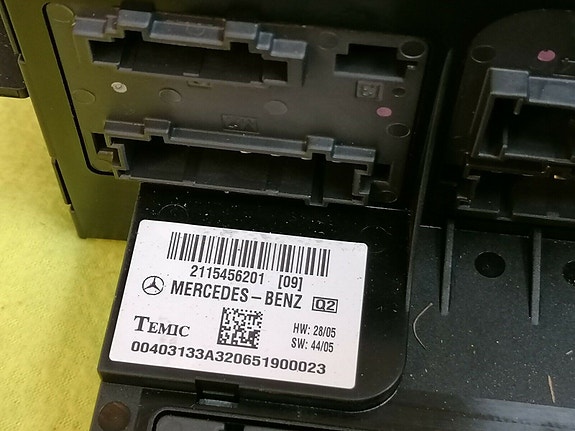 2115456201 [09]
MERCEDES-BENZ Q2
TEMIC
HW: 28/05
SW: 44/05
00403133A320651900023